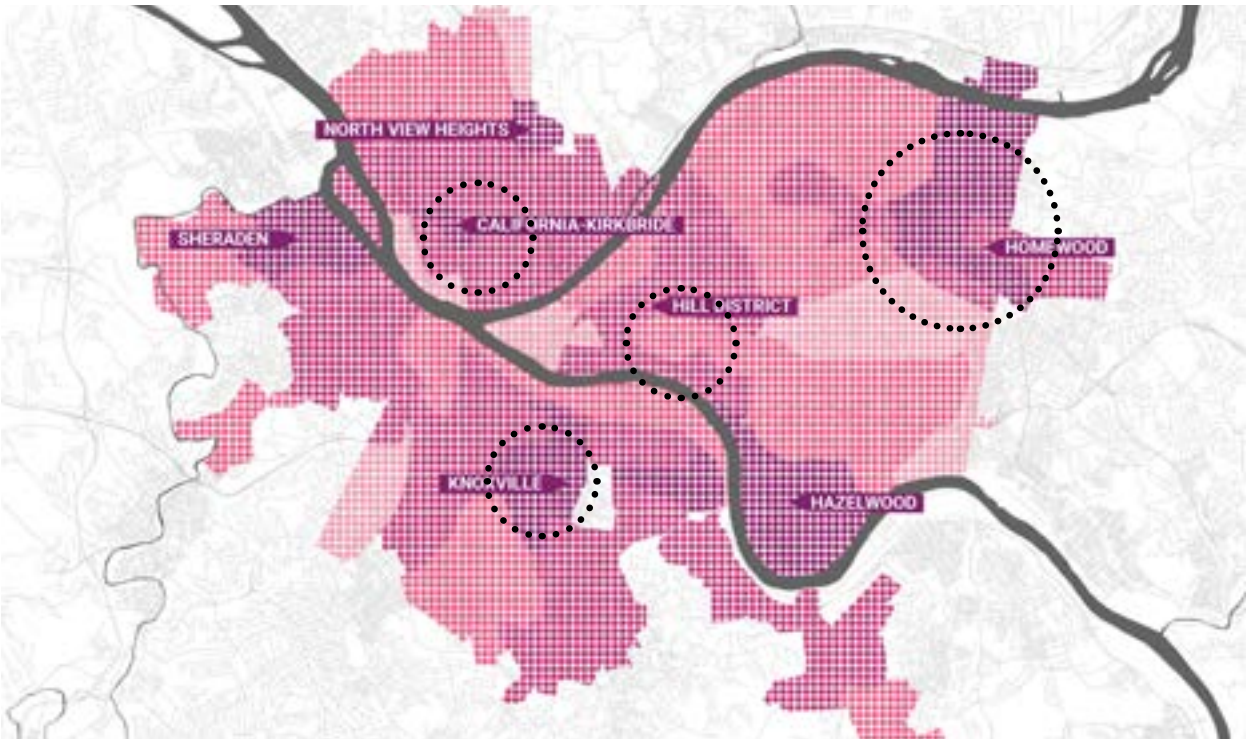 NORTH VIEW HEIGHTS
CALIFORNIA-KIRKBRIDE
SHERADEN
HOMEWOOD
HILL DISTRICT
KNOXVILLE
HAZELWOOD